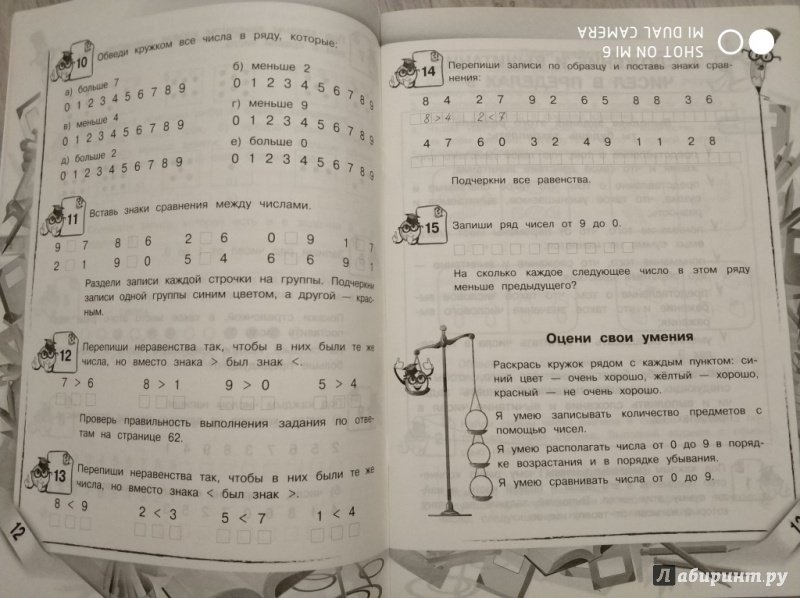 10 Обведи кружком все числа в ряду, которые:
а) больше 7
0 1 2 3 4 5 6 7 8 9
б) меньше 2
0 1 2 3 4 5 6 7 8 9
в) меньше 4
0 1 2 3 4 5 6 7 8 9
г) меньше 9
0 1 2 3 4 5 6 7 8 9
д) больше 2
0 1 2 3 4 5 6 7 8 9
е) больше 0
0 1 2 3 4 5 6 7 8 9
11 Вставь знаки сравнения между числами.
9 7 8 6 2 6 0 9 1 7
2 1 9 0 5 4 6 6 9 1
Раздели записи каждой строчки на группы. Подчеркни
записи одной группы синим цветом, а другой — крас-
ным.
12 Перепиши неравенства так, чтобы в них были те же
числа, но вместо знака > был знак <.
7 > 6 8 > 1 9 > 0 5 > 4
Проверь правильность выполнения задания по отве-
там на странице 62.
13 Перепиши неравенства так, чтобы в них были те же
числа, но вместо знака < был знак >.
8 < 9 2 < 3 5 < 7 1 < 4
12
14 Перепиши записи по образцу и поставь знаки срав-
нения:
8 4 2 7 9 2 6 5 8 8 3 6
8 > 4 2 < 7
4 7 6 0 3 2 4 9 1 1 2 8
Подчеркни все равенства.
15 Запиши ряд чисел от 9 до 0.
На сколько каждое следующее число в этом ряду
меньше предыдущего?
Оцени свои умения
Раскрась кружок рядом с каждым пунктом: си-
ний цвет — очень хорошо, жёлтый — хорошо,
красный — не очень хорошо.
Я умею записывать количество предметов с
помощью чисел.
Я умею располагать числа от 0 до 9 в поряд-
ке возрастания и в порядке убывания.
Я умею сравнивать числа от 0 до 9.
SHOT ON MI 6
MI DUAL CAMERA
Лабиринт.ру